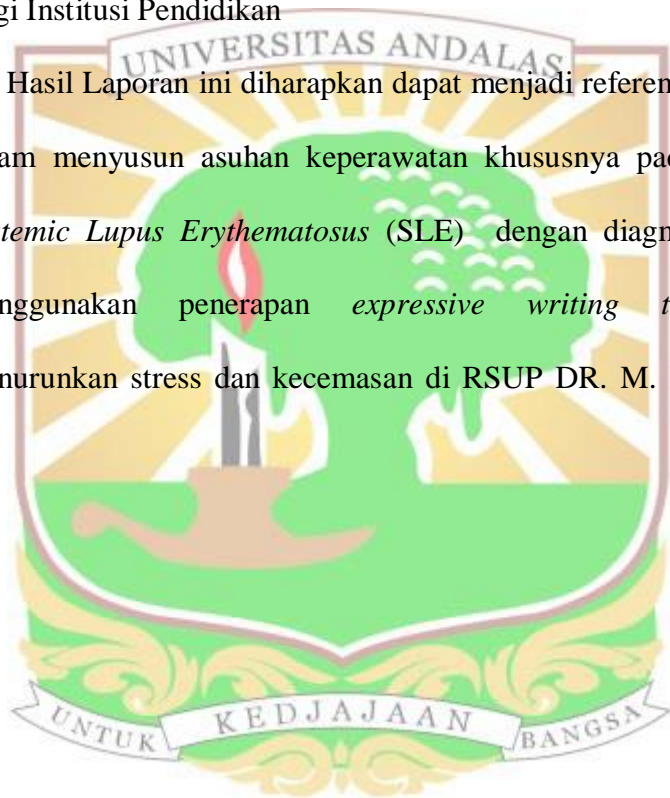 gi Institusi Pendidikan
UNIVERSITAS ANDALAS
Hasil Laporan ini diharapkan dapat menjadi referen
am menyusun asuhan keperawatan khususnya pad
temic Lupus Erythematosus (SLE) dengan diagn
nggunakan penerapan expressive writing t
nurunkan stress dan kecemasan di RSUP DR. M.
UNTUK KEDJAJAAN BANGSA